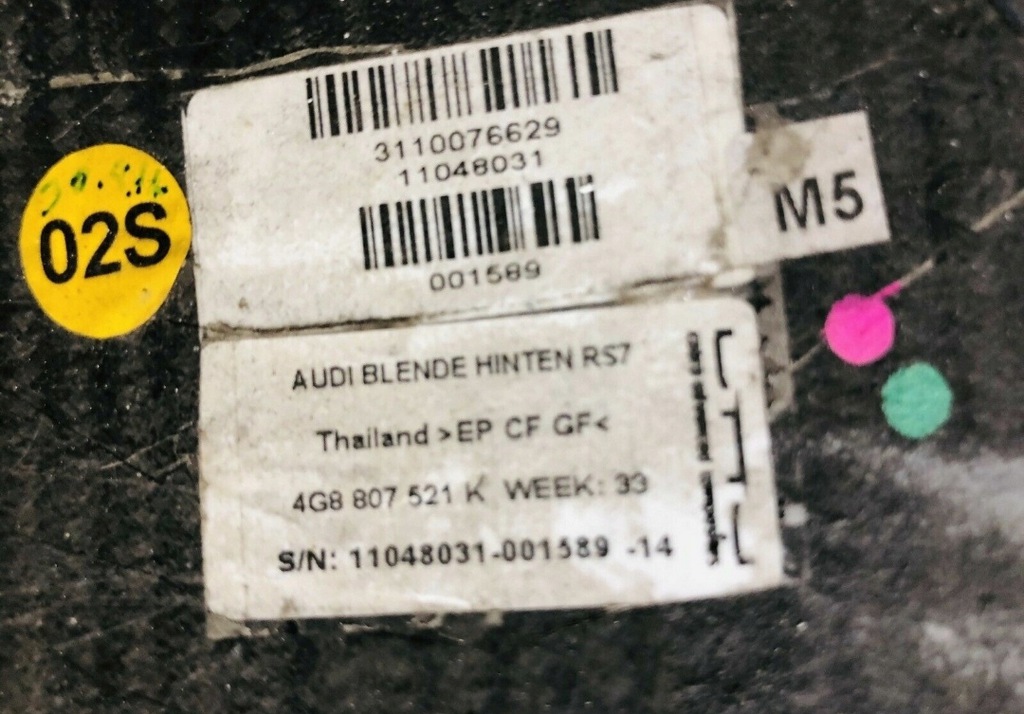 3110076629
11048031
001589
02S
M5
AUDI BLENDE HINTEN RS7
Thailand >EP CF GF<
4G8 807 521 K WEEK: 33
S/N: 11048031-001589 -14